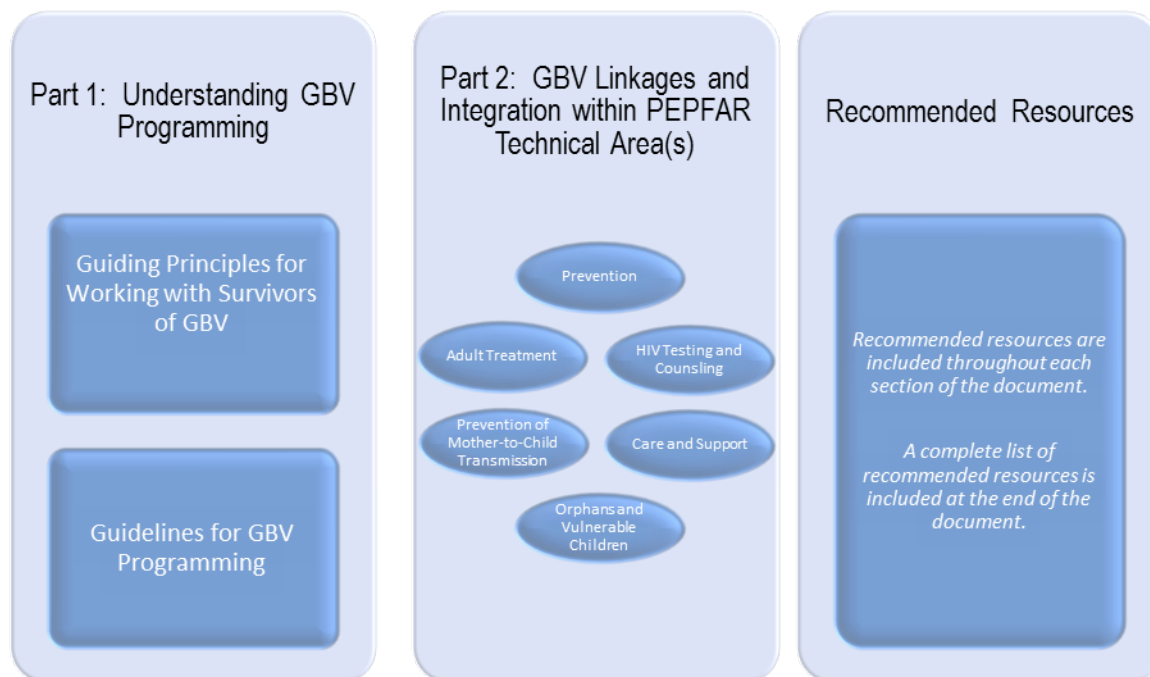 Part 1: Understanding GBV
Programming
Guiding Principles for
Working with Survivors
of GBV
Guidelines for GBV
Programming
Part 2: GBV Linkages and
Integration within PEPFAR
Technical Area(s)
Prevention
Adult Treatment
HIV Testing and
Counsling
Prevention of
Mother-to-Child
Transmission
Care and Support
Orphans and
Vulnerable
Children
Recommended Resources
Recommended resources are
included throughout each
section of the document.
A complete list of
recommended resources is
included at the end of the
document.